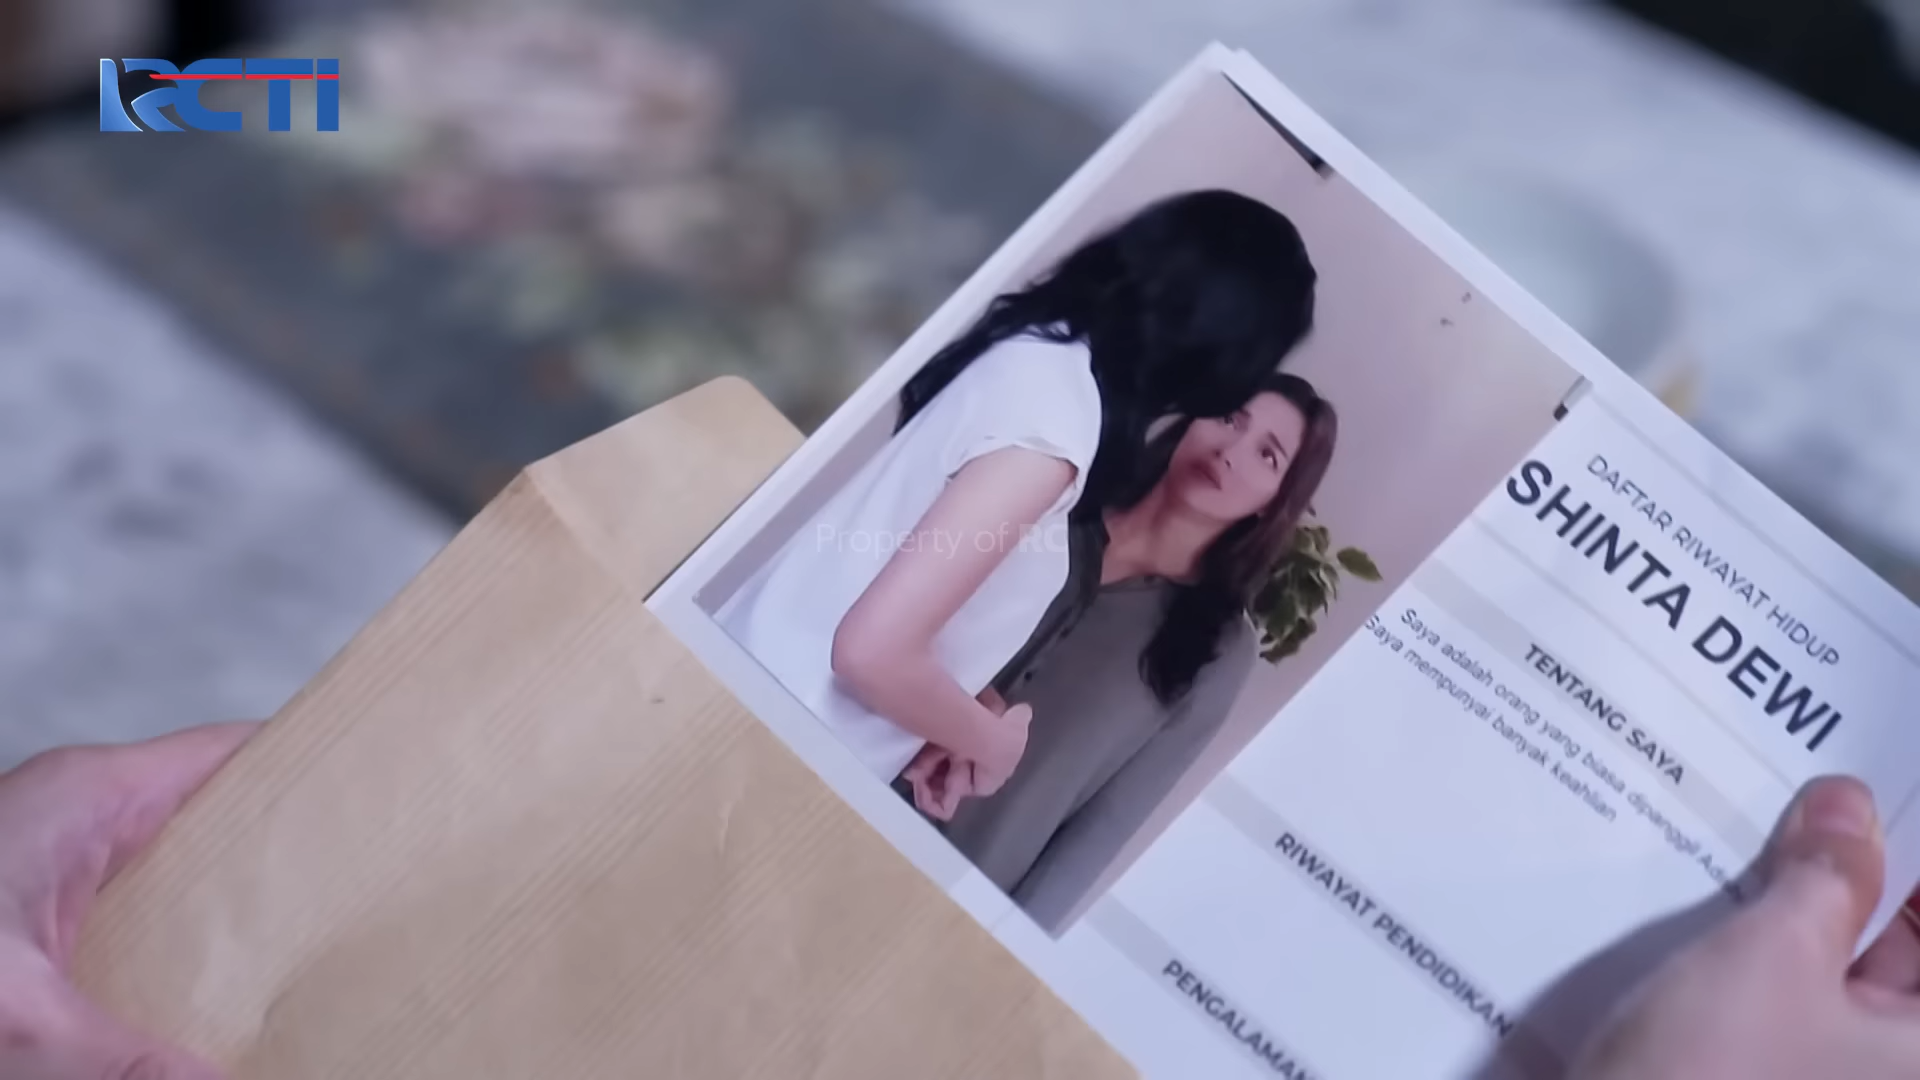 RCTI
Property of RC
DAFTAR RIWAYAT HIDUP
SHINTA DEWI
TENTANG SAYA
Saya adalah orang yang biasa dipanggil
Saya mempunyai banyak keahlian
RIWAYAT PENDIDIKAN
PENGALAMAN